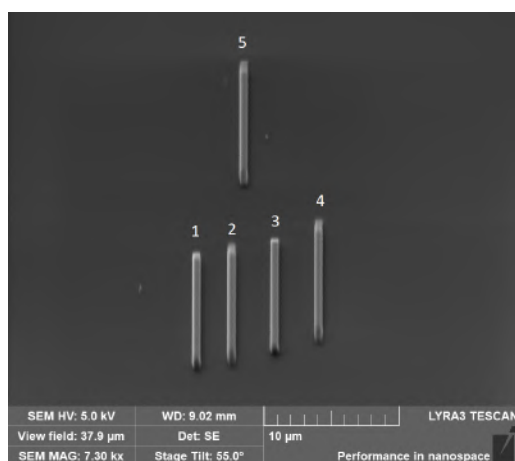 5
4
3
2
1
SEM HV: 5.0 kV WD: 9.02 mm LYRA3 TESCAN
View field: 37.9 µm Det: SE 10 µm
SEM MAG: 7.30 kx Stage Tilt: 55.0° Performance in nanospace